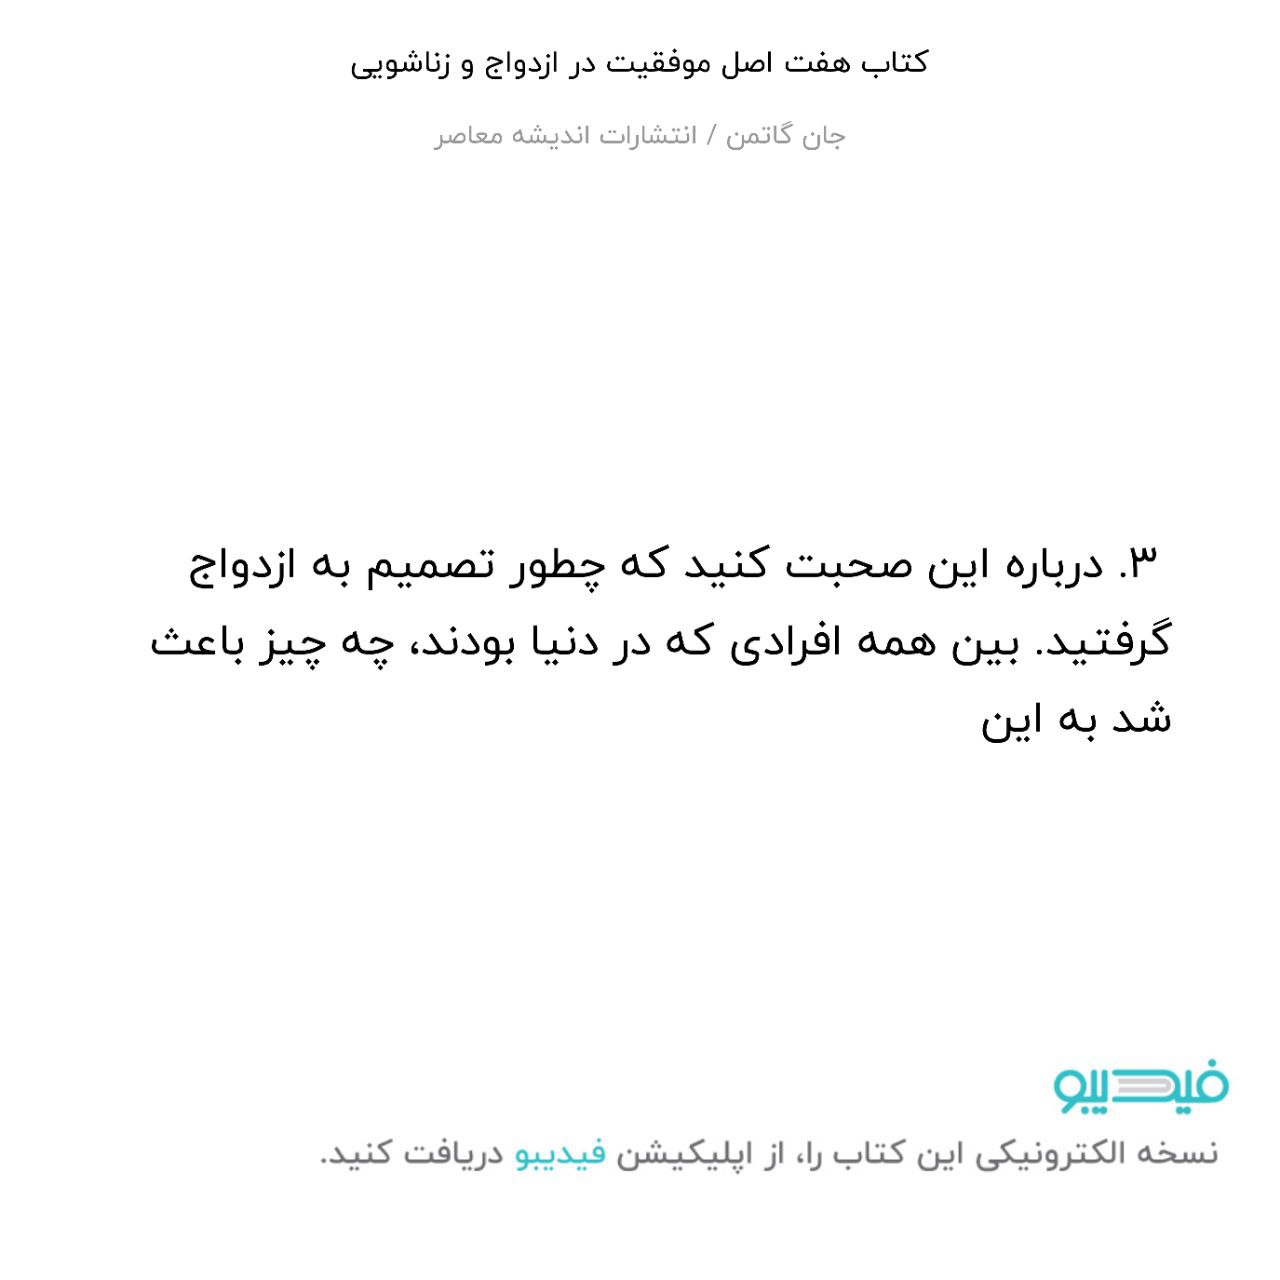 کتاب هفت اصل موفقیت در ازدواج و زناشویی
جان گاتمن / انتشارات اندیشه معاصر
۳. درباره این صحبت کنید که چطور تصمیم به ازدواج
گرفتید. بین همه افرادی که در دنیا بودند، چه چیز باعث
شد به این
فیدیبو
نسخه الکترونیکی این کتاب را، از اپلیکیشن فیدیبو دریافت کنید.